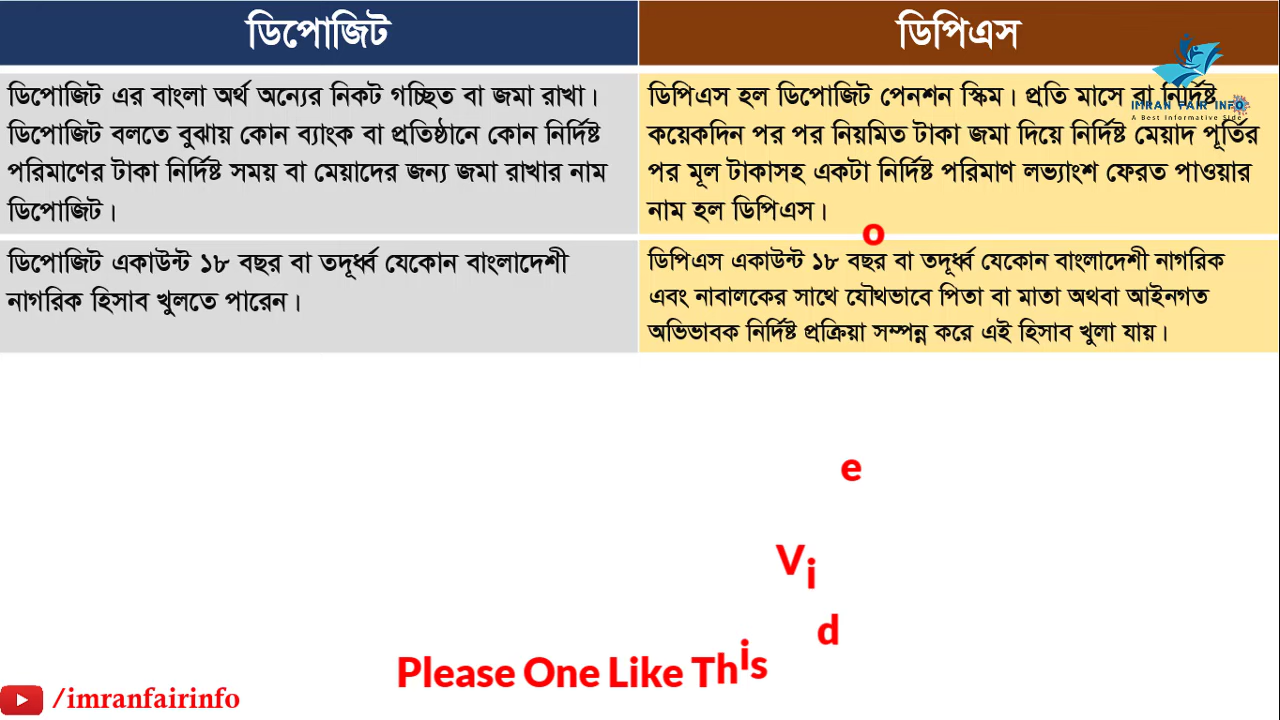 ডিপোজিট
ডিপিএস
ডিপোজিট এর বাংলা অর্থ অন্যের নিকট গচ্ছিত বা জমা রাখা।
ডিপোজিট বলতে বুঝায় কোন ব্যাংক বা প্রতিষ্ঠানে কোন নির্দিষ্ট
পরিমাণের টাকা নির্দিষ্ট সময় বা মেয়াদের জন্য জমা রাখার নাম
ডিপোজিট।
ডিপিএস হল ডিপোজিট পেনশন স্কিম। প্রতি মাসে বা নির্দিষ্ট
কয়েকদিন পর পর নিয়মিত টাকা জমা দিয়ে নির্দিষ্ট মেয়াদ পূর্তির
পর মূল টাকাসহ একটা নির্দিষ্ট পরিমাণ লভ্যাংশ ফেরত পাওয়ার
নাম হল ডিপিএস।
ডিপোজিট একাউন্ট ১৮ বছর বা তদূর্ধ্ব যেকোন বাংলাদেশী
নাগরিক হিসাব খুলতে পারেন।
ডিপিএস একাউন্ট ১৮ বছর বা তদূর্ধ্ব যেকোন বাংলাদেশী নাগরিক
এবং নাবালকের সাথে যৌথভাবে পিতা বা মাতা অথবা আইনগত
অভিভাবক নির্দিষ্ট প্রক্রিয়া সম্পন্ন করে এই হিসাব খুলা যায়।
IMRAN FAIR INFO
A Best Informative Side
Please One Like This Video
/imranfairinfo